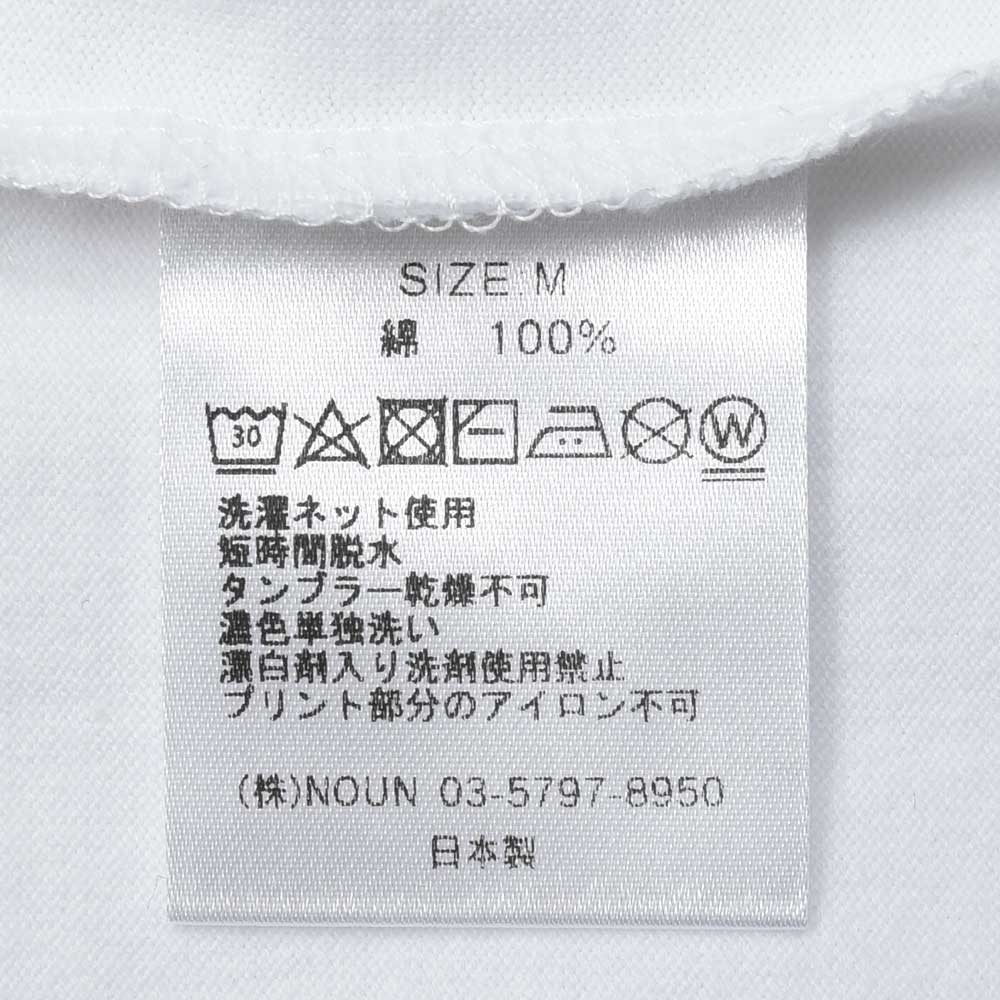 SIZE:M
綿 100%
30 W
洗濯ネット使用
短時間脱水
タンブラー乾燥不可
濃色単独洗い
漂白剤入り洗剤使用禁止
プリント部分のアイロン不可
(株)NOUN 03-5797-8950
日本製